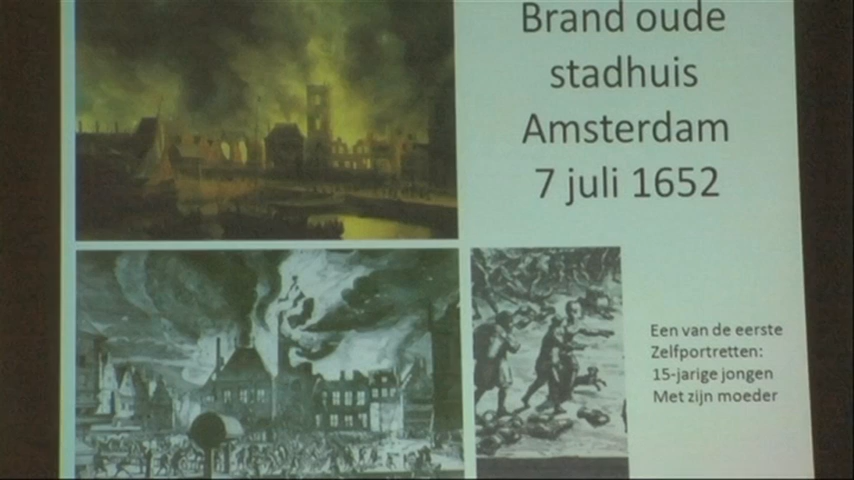 Brand oude
stadhuis
Amsterdam
7 juli 1652
Een van de eerste
Zelfportretten:
15-jarige jongen
Met zijn moeder